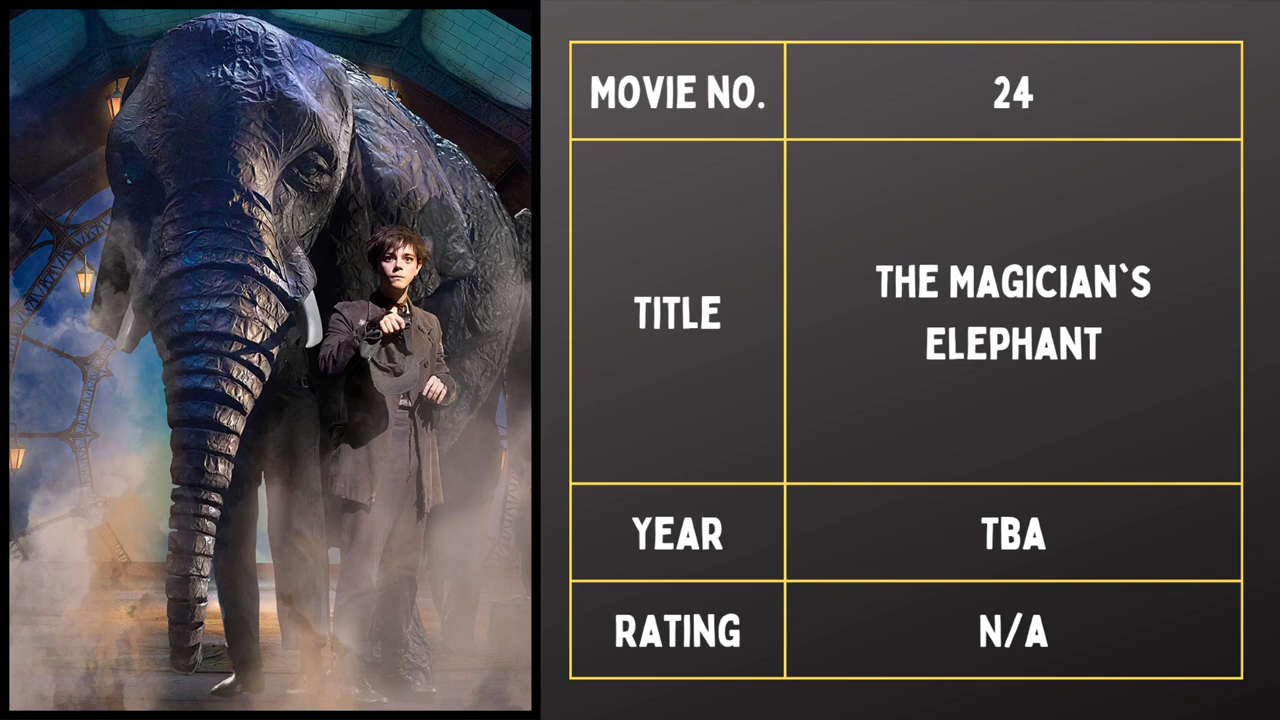 MOVIE NO. 24
TITLE THE MAGICIAN`S
ELEPHANT
YEAR TBA
RATING N/A